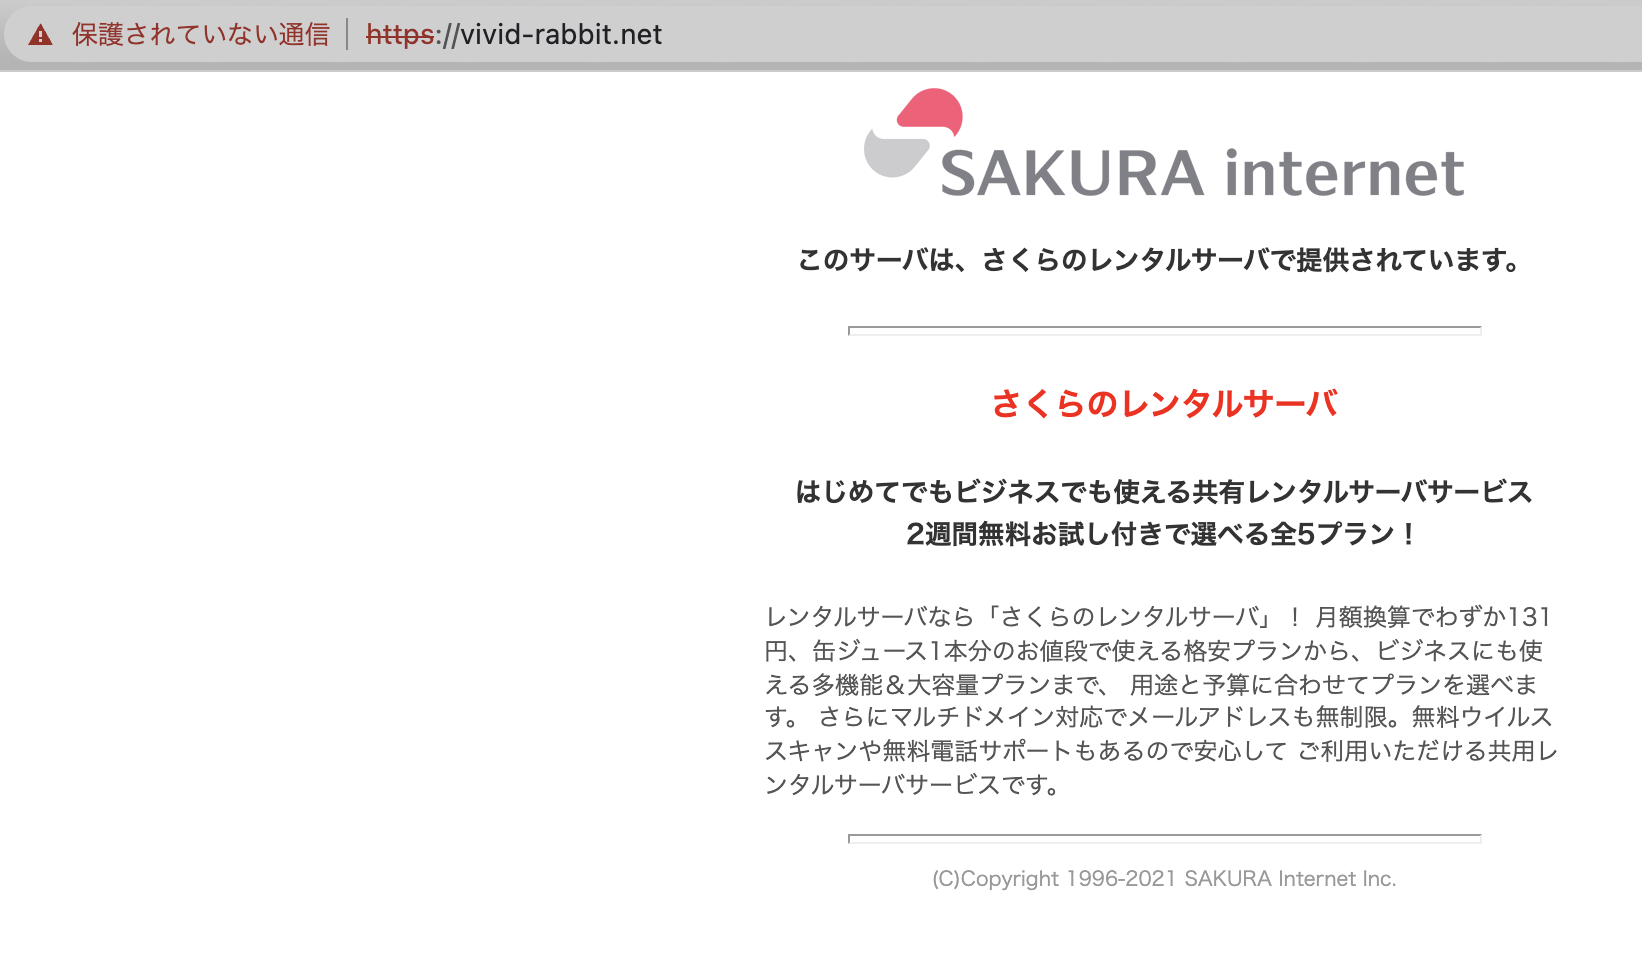 保護されていない通信 | https://vivid-rabbit.net
SAKURA internet
このサーバは、さくらのレンタルサーバで提供されています。
さくらのレンタルサーバ
はじめてでもビジネスでも使える共有レンタルサーバサービス
2週間無料お試し付きで選べる全5プラン！
レンタルサーバなら「さくらのレンタルサーバ」！ 月額換算でわずか131
円、缶ジュース1本分のお値段で使える格安プランから、ビジネスにも使
える多機能＆大容量プランまで、 用途と予算に合わせてプランを選べま
す。 さらにマルチドメイン対応でメールアドレスも無制限。無料ウイルス
スキャンや無料電話サポートもあるので安心して ご利用いただける共用レ
ンタルサーバサービスです。
(C)Copyright 1996-2021 SAKURA Internet Inc.